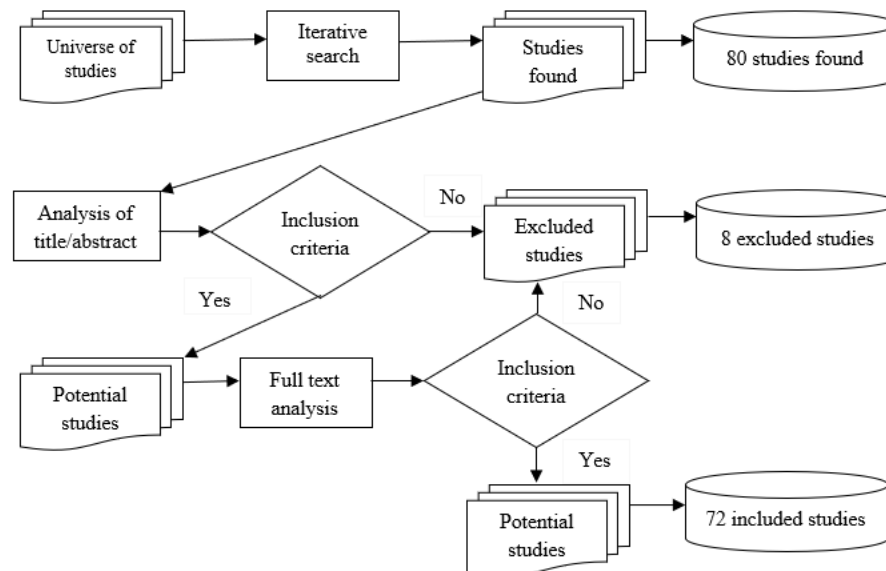 Universe of
studies
Iterative
search
Studies
found
80 studies found
Analysis of
title/abstract
Inclusion
criteria
No
Excluded
studies
8 excluded studies
Yes
No
Potential
studies
Full text
analysis
Inclusion
criteria
Yes
Potential
studies
72 included studies